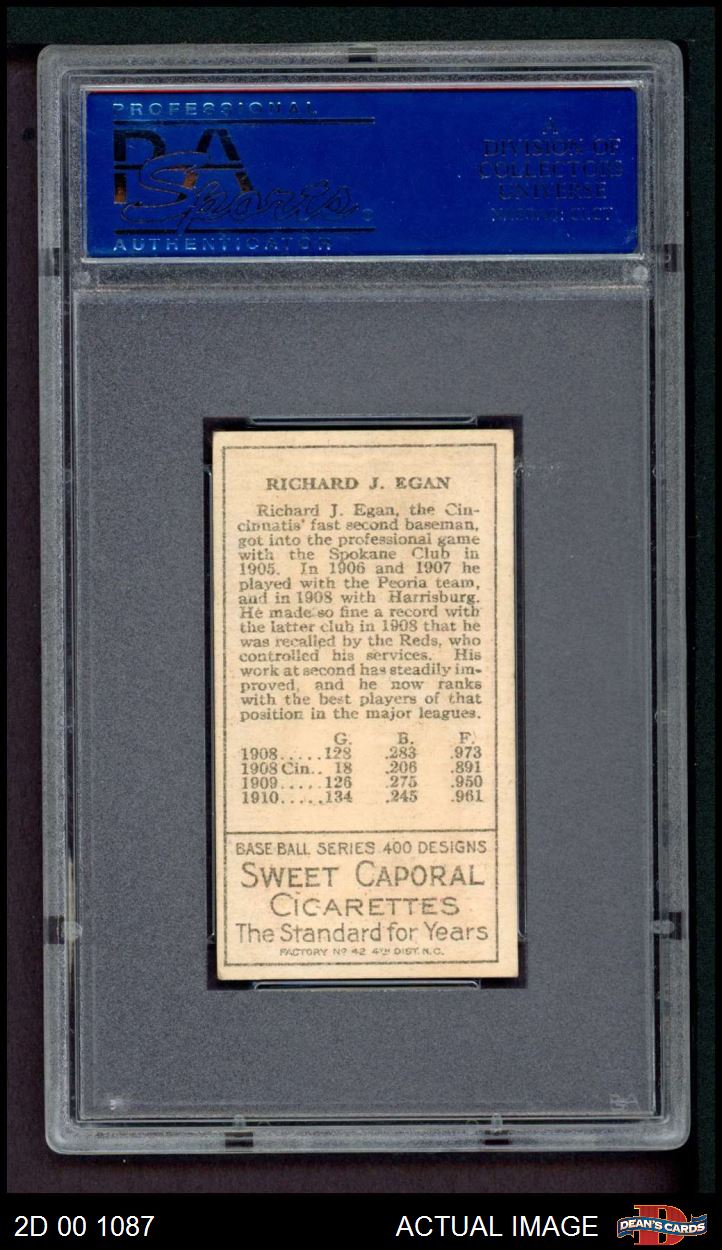 PROFESSIONAL
PSA
Sports
AUTHENTICATOR
A
DIVISION OF
COLLECTORS
UNIVERSE
NASDAQ: CLCT
RICHARD J. EGAN
Richard J. Egan, the Cin-
cinnatis' fast second baseman,
got into the professional game
with the Spokane Club in
1905. In 1906 and 1907 he
played with the Peoria team,
and in 1908 with Harrisburg.
He made so fine a record with
the latter club in 1908 that he
was recalled by the Reds, who
controlled his services. His
work at second has steadily im-
proved, and he now ranks
with the best players of that
position in the major leagues.
G. B. F.
1908.....128 .283 .973
1908 Cin.. 18 .206 .891
1909.....126 .275 .950
1910.....134 .245 .961
BASE BALL SERIES 400 DESIGNS
SWEET CAPORAL
CIGARETTES
The Standard for Years
FACTORY Nº 42 4TH DIST. N.C.
PSA
2D 00 1087 ACTUAL IMAGE DEAN'S CARDS